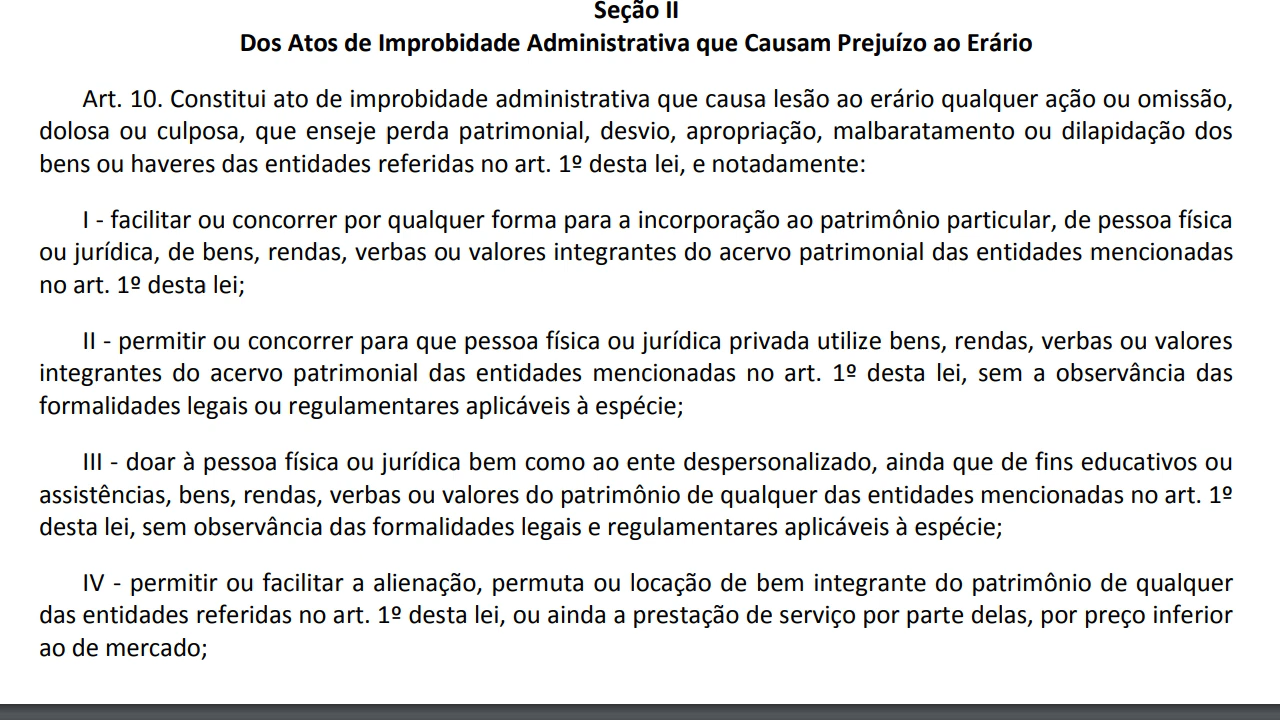 Seção II
Dos Atos de Improbidade Administrativa que Causam Prejuízo ao Erário
Art. 10. Constitui ato de improbidade administrativa que causa lesão ao erário qualquer ação ou omissão,
dolosa ou culposa, que enseje perda patrimonial, desvio, apropriação, malbaratamento ou dilapidação dos
bens ou haveres das entidades referidas no art. 1º desta lei, e notadamente:
I - facilitar ou concorrer por qualquer forma para a incorporação ao patrimônio particular, de pessoa física
ou jurídica, de bens, rendas, verbas ou valores integrantes do acervo patrimonial das entidades mencionadas
no art. 1º desta lei;
II - permitir ou concorrer para que pessoa física ou jurídica privada utilize bens, rendas, verbas ou valores
integrantes do acervo patrimonial das entidades mencionadas no art. 1º desta lei, sem a observância das
formalidades legais ou regulamentares aplicáveis à espécie;
III - doar à pessoa física ou jurídica bem como ao ente despersonalizado, ainda que de fins educativos ou
assistências, bens, rendas, verbas ou valores do patrimônio de qualquer das entidades mencionadas no art. 1º
desta lei, sem observância das formalidades legais e regulamentares aplicáveis à espécie;
IV - permitir ou facilitar a alienação, permuta ou locação de bem integrante do patrimônio de qualquer
das entidades referidas no art. 1º desta lei, ou ainda a prestação de serviço por parte delas, por preço inferior
ao de mercado;